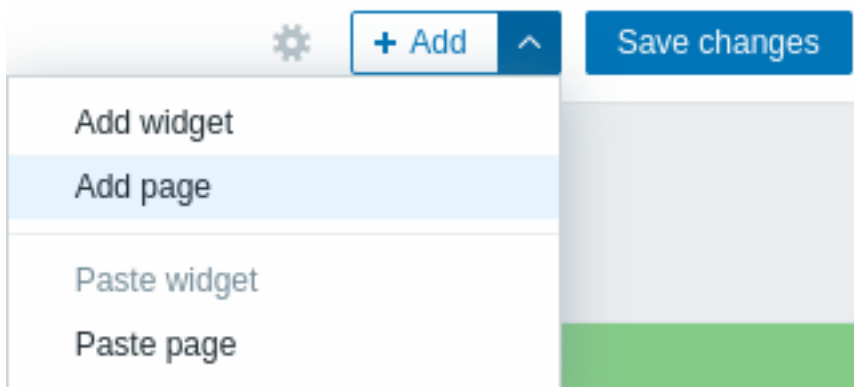 + Add
Save changes
Add widget
Add page
Paste widget
Paste page